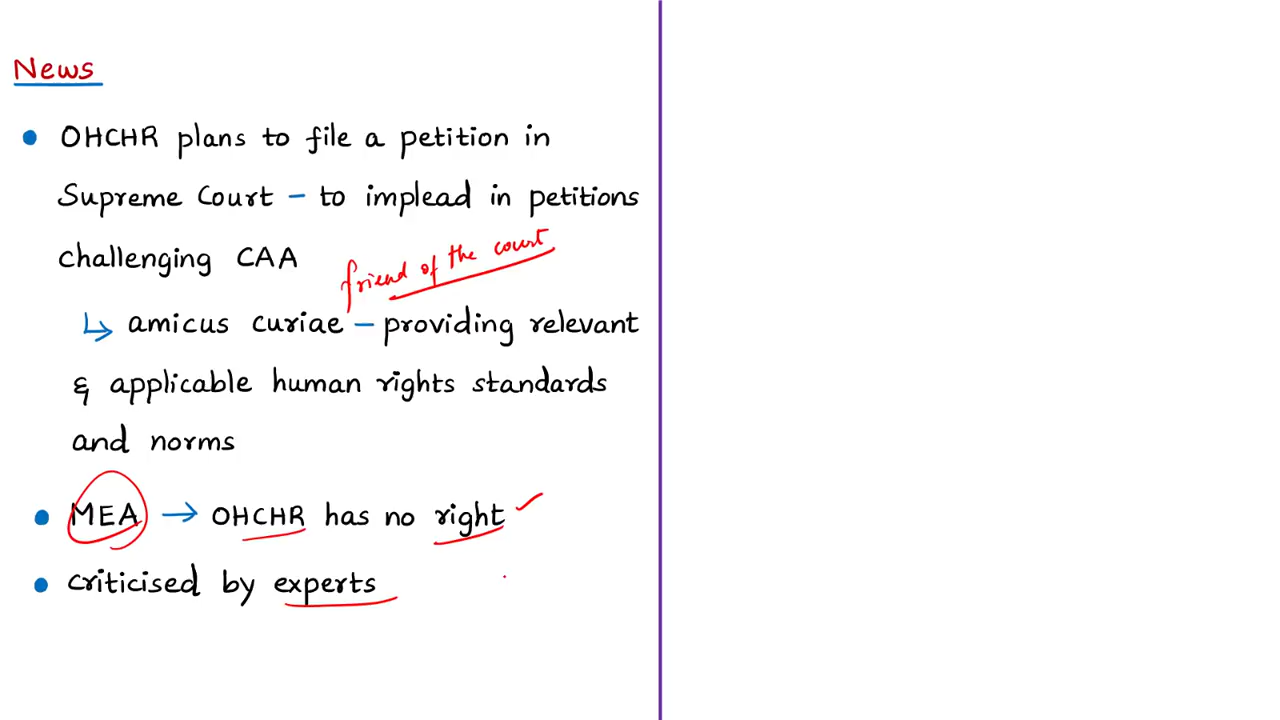 News
OHCHR plans to file a petition in
Supreme Court – to implead in petitions
challenging CAA
friend of the court
↳ amicus curiae – providing relevant
& applicable human rights standards
and norms
MEA → OHCHR has no right ✓
criticised by experts